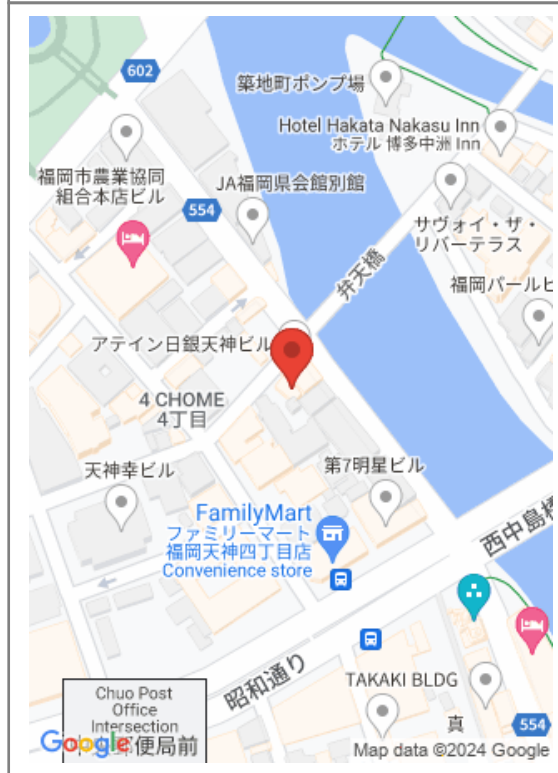 602
築地町ポンプ場
Hotel Hakata Nakasu Inn
ホテル 博多中洲 Inn
福岡市農業協同
組合本店ビル
JA福岡県会館別館
554
サヴォイ・ザ・
リバーテラス
弁天橋
福岡パールビ
アテイン日銀天神ビル
4 CHOME
4丁目
天神幸ビル
第7明星ビル
FamilyMart
ファミリーマート
福岡天神四丁目店
Convenience store
西中島橋
昭和通り
TAKAKI BLDG
真
554
Chuo Post
Office
Intersection
便局前
Google
Map data ©2024 Google